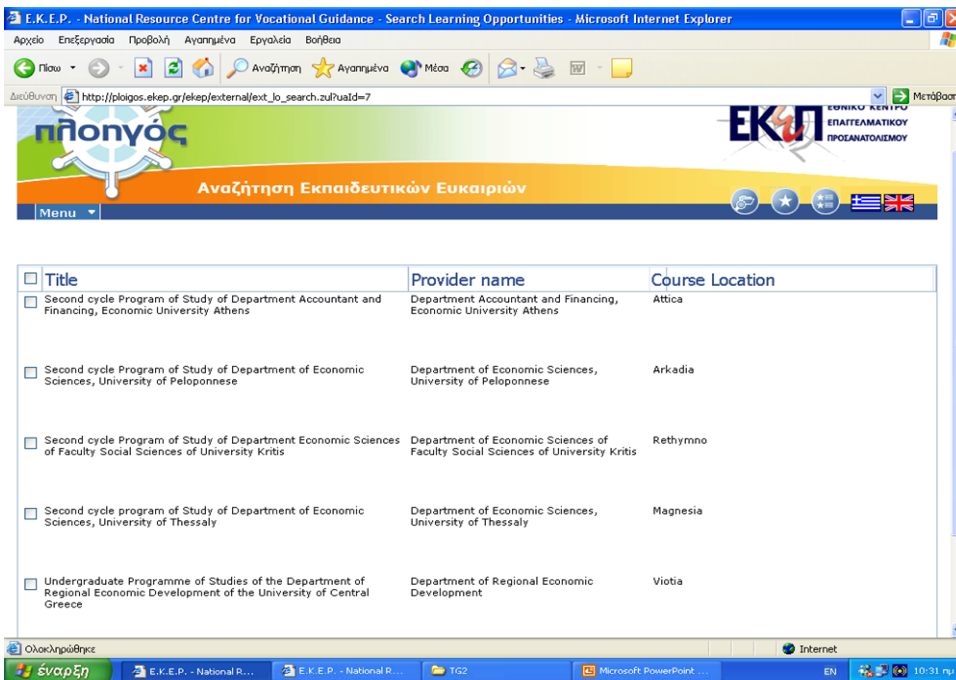 E.K.E.P. - National Resource Centre for Vocational Guidance - Search Learning Opportunities - Microsoft Internet Explorer
Αρχείο Επεξεργασία Προβολή Αγαπημένα Εργαλεία Βοήθεια
Πίσω Αναζήτηση Αγαπημένα Μέσα
Διεύθυνση http://ploigos.ekep.gr/ekep/external/ext_lo_search.zul?uaId=7 Μετάβαση
πλοηγός
ΕΚΕΠ
ΕΘΝΙΚΟ ΚΕΝΤΡΟ
ΕΠΑΓΓΕΛΜΑΤΙΚΟΥ
ΠΡΟΣΑΝΑΤΟΛΙΣΜΟΥ
Αναζήτηση Εκπαιδευτικών Ευκαιριών
Menu
Title Provider name Course Location
Second cycle Program of Study of Department Accountant and Department Accountant and Financing, Attica
Financing, Economic University Athens Economic University Athens
Second cycle Program of Study of Department of Economic Department of Economic Sciences, Arkadia
Sciences, University of Peloponnese University of Peloponnese
Second cycle Program of Study of Department Economic Sciences Department of Economic Sciences of Rethymno
of Faculty Social Sciences of University Kritis Faculty Social Sciences of University Kritis
Second cycle program of Study of Department of Economic Department of Economic Sciences, Magnesia
Sciences, University of Thessaly University of Thessaly
Undergraduate Programme of Studies of the Department of Department of Regional Economic Viotia
Regional Economic Development of the University of Central Development
Greece
Ολοκληρώθηκε Internet
έναρξη E.K.E.P. - National R... E.K.E.P. - National R... TG2 Microsoft PowerPoint ... EN 10:31 πμ